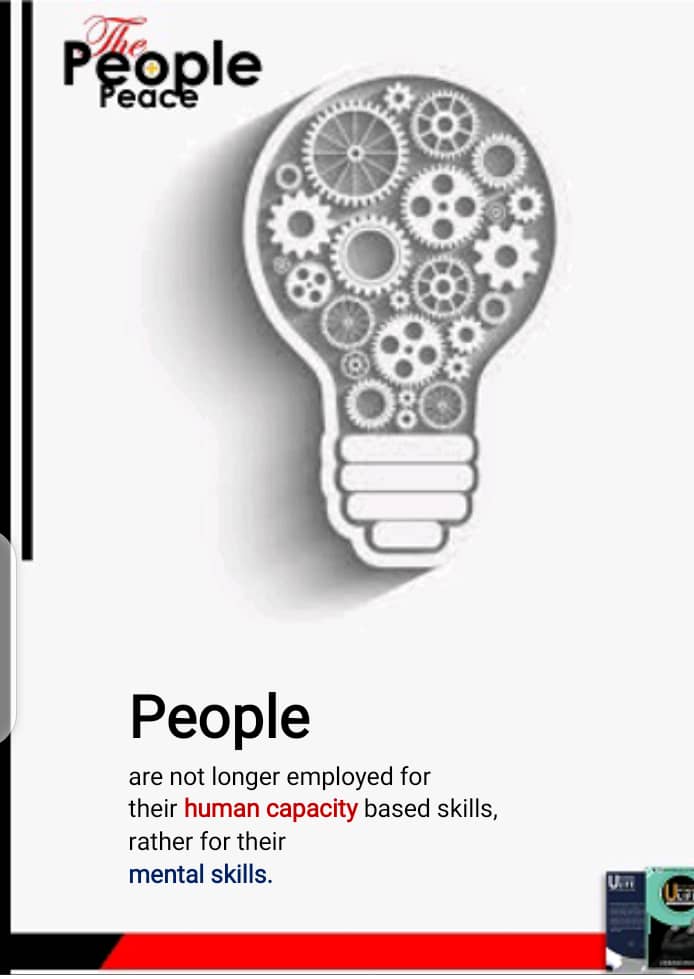 The
People
Peace
People
are not longer employed for
their human capacity based skills,
rather for their
mental skills.